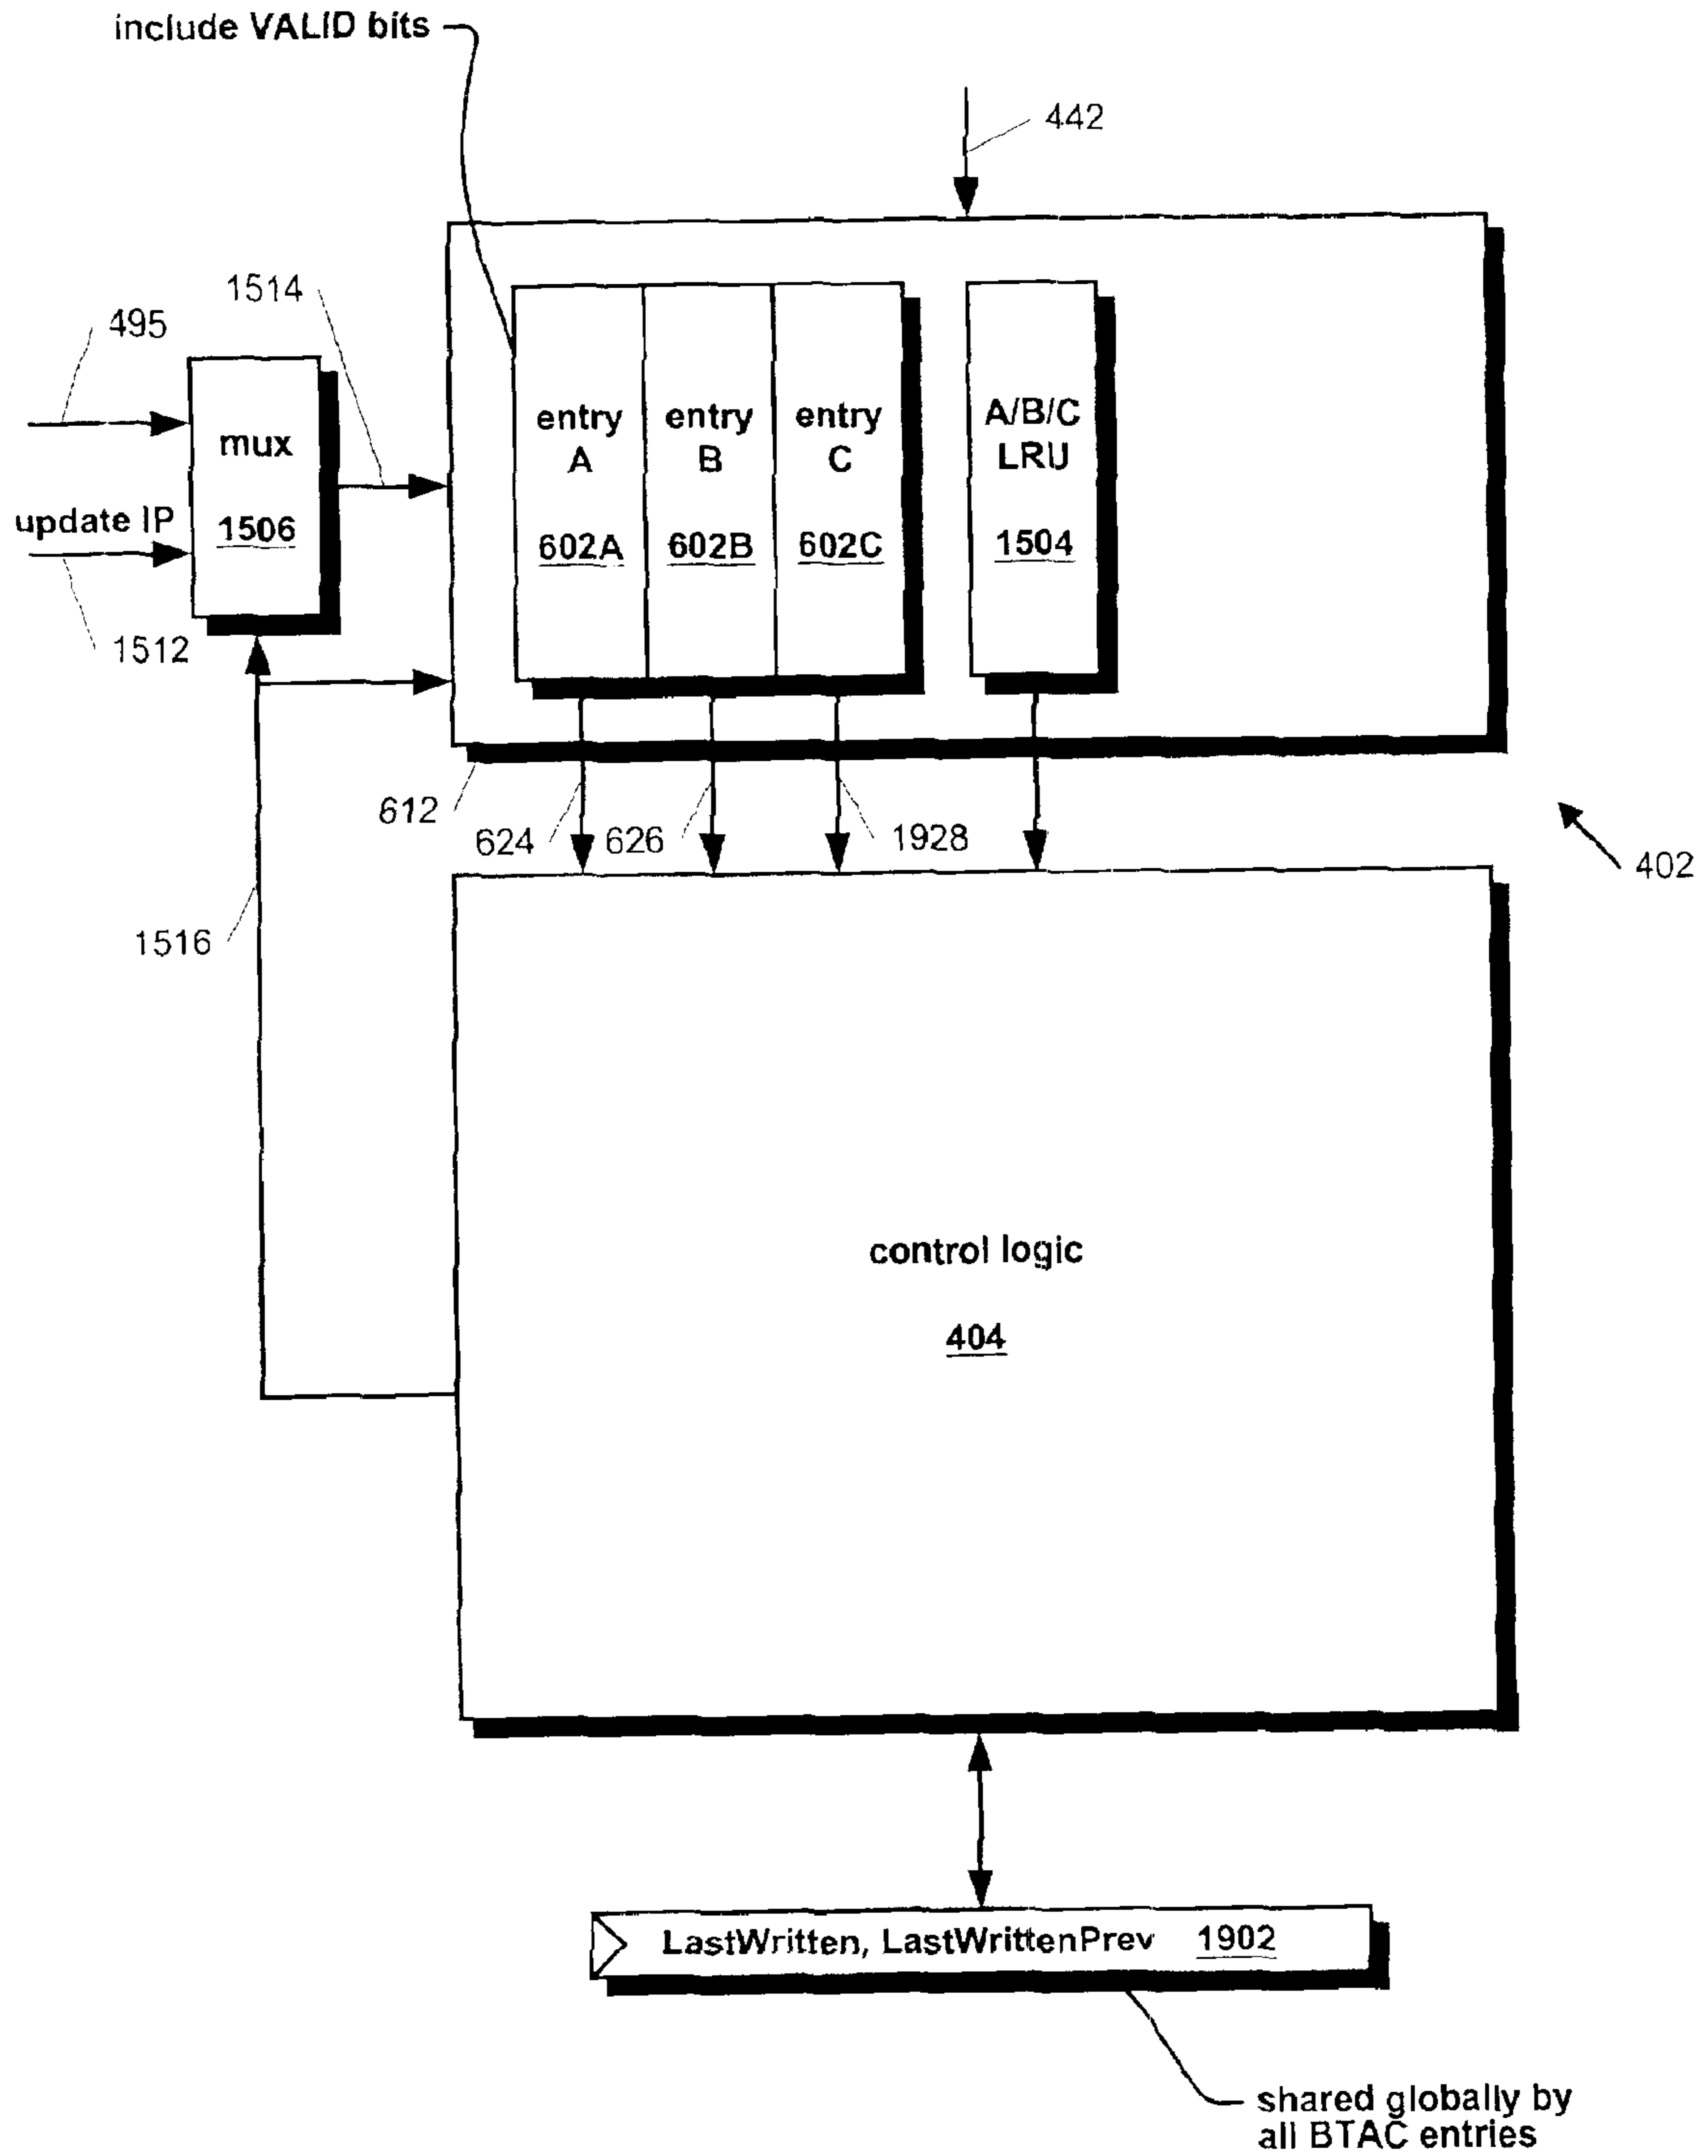 include VALID bits
442
1514
495
mux
1506
update IP
1512
entry
A
602A
entry
B
602B
entry
C
602C
A/B/C
LRU
1504
612
624
626
1928
402
1516
control logic
404
LastWritten, LastWrittenPrev 1902
shared globally by
all BTAC entries